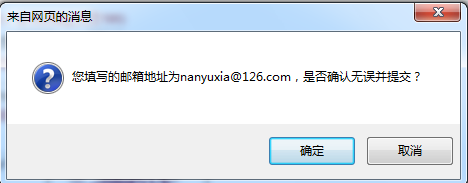 来自网页的消息
您填写的邮箱地址为nanyuxia@126.com，是否确认无误并提交？
确定
取消